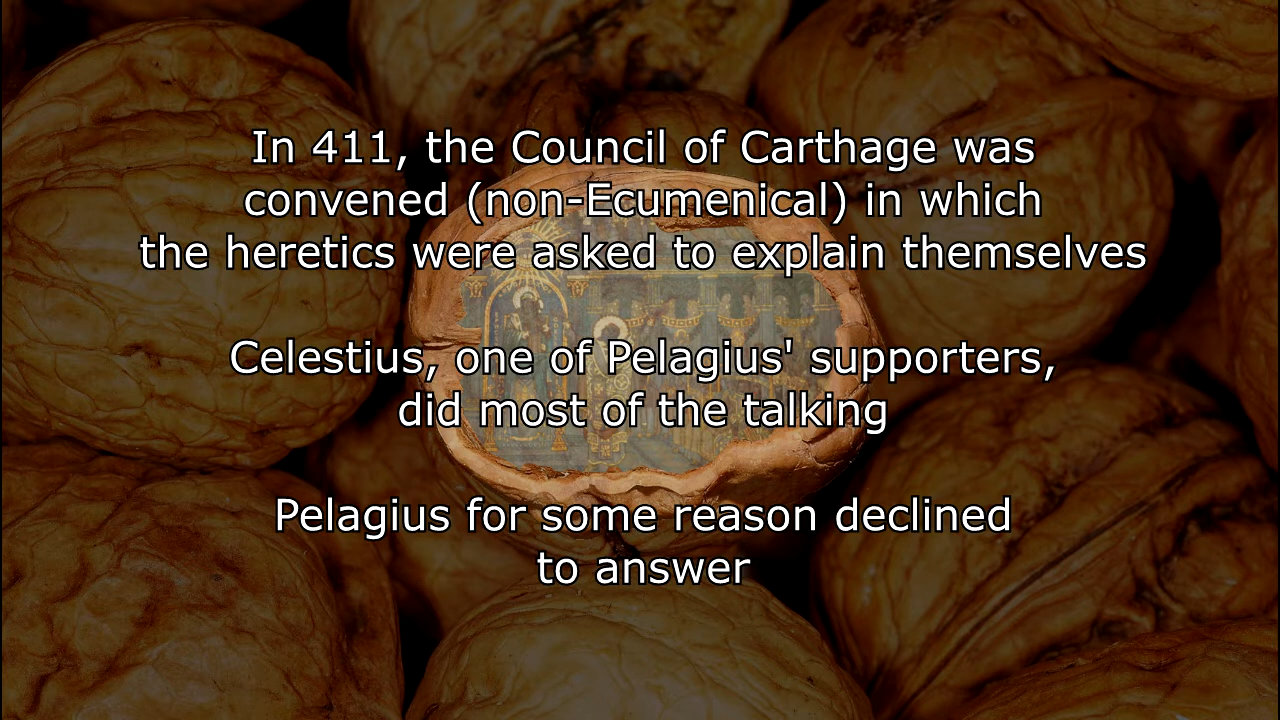 In 411, the Council of Carthage was
convened (non-Ecumenical) in which
the heretics were asked to explain themselves
Celestius, one of Pelagius' supporters,
did most of the talking
Pelagius for some reason declined
to answer